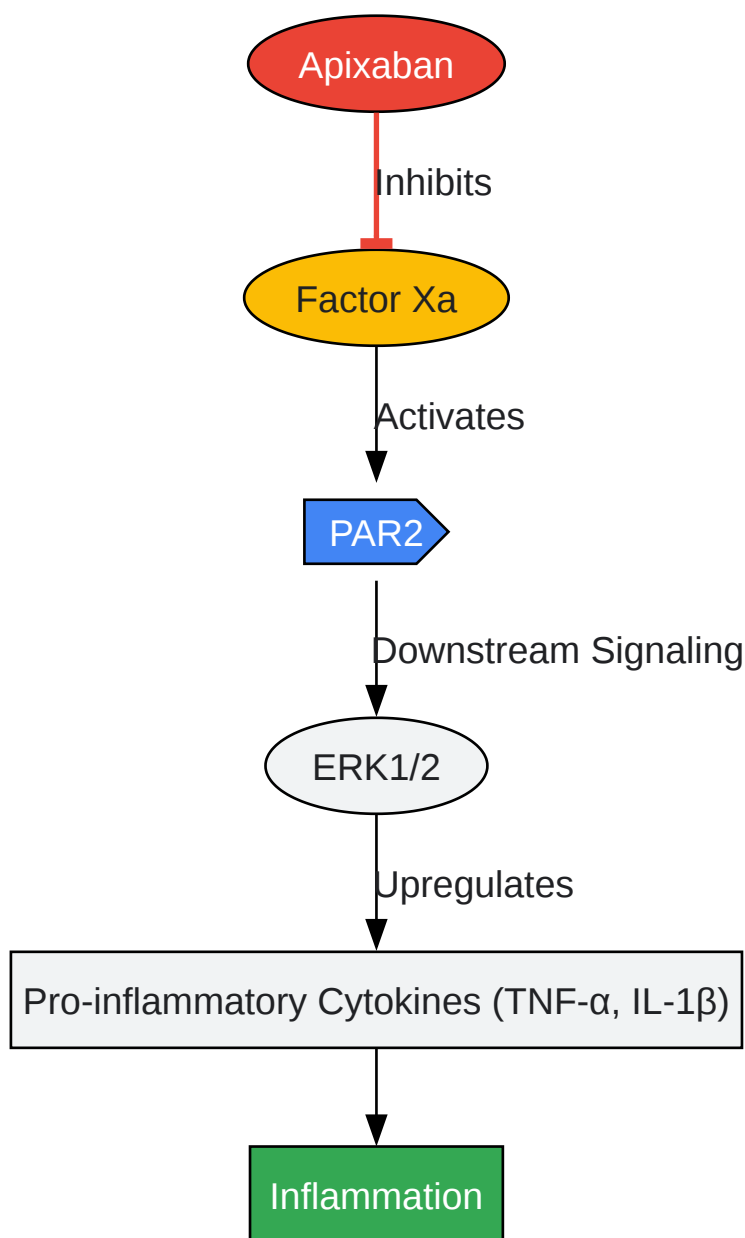 Apixaban
Inhibits
Factor Xa
Activates
PAR2
Downstream Signaling
ERK1/2
Upregulates
Pro-inflammatory Cytokines (TNF-α, IL-1β)
Inflammation